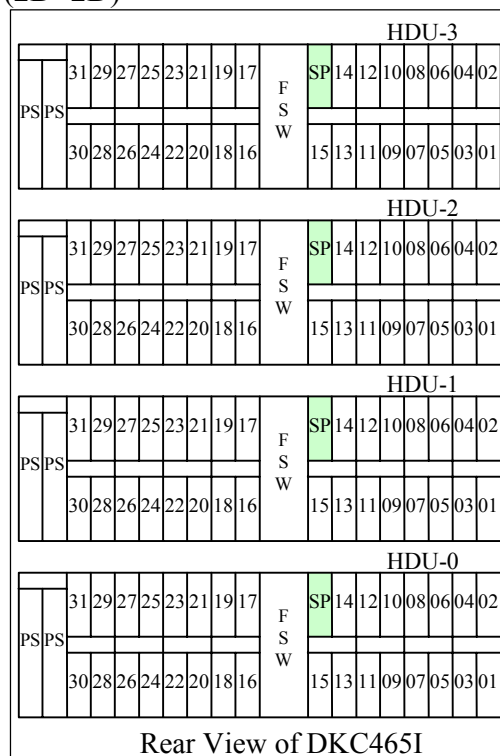 (2D+2D)
HDU-3
31 29 27 25 23 21 19 17 SP 14 12 10 08 06 04 02
PS PS
F
S
W
30 28 26 24 22 20 18 16 15 13 11 09 07 05 03 01
HDU-2
31 29 27 25 23 21 19 17 SP 14 12 10 08 06 04 02
PS PS
F
S
W
30 28 26 24 22 20 18 16 15 13 11 09 07 05 03 01
HDU-1
31 29 27 25 23 21 19 17 SP 14 12 10 08 06 04 02
PS PS
F
S
W
30 28 26 24 22 20 18 16 15 13 11 09 07 05 03 01
HDU-0
31 29 27 25 23 21 19 17 SP 14 12 10 08 06 04 02
PS PS
F
S
W
30 28 26 24 22 20 18 16 15 13 11 09 07 05 03 01
Rear View of DKC465I